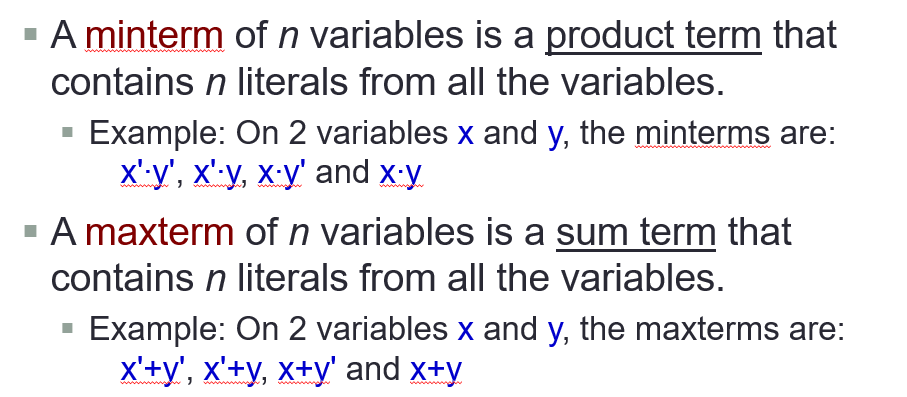 ▪ A minterm of n variables is a product term that
contains n literals from all the variables.
▪ Example: On 2 variables x and y, the minterms are:
x'·y', x'·y, x·y' and x·y
▪ A maxterm of n variables is a sum term that
contains n literals from all the variables.
▪ Example: On 2 variables x and y, the maxterms are:
x'+y', x'+y, x+y' and x+y